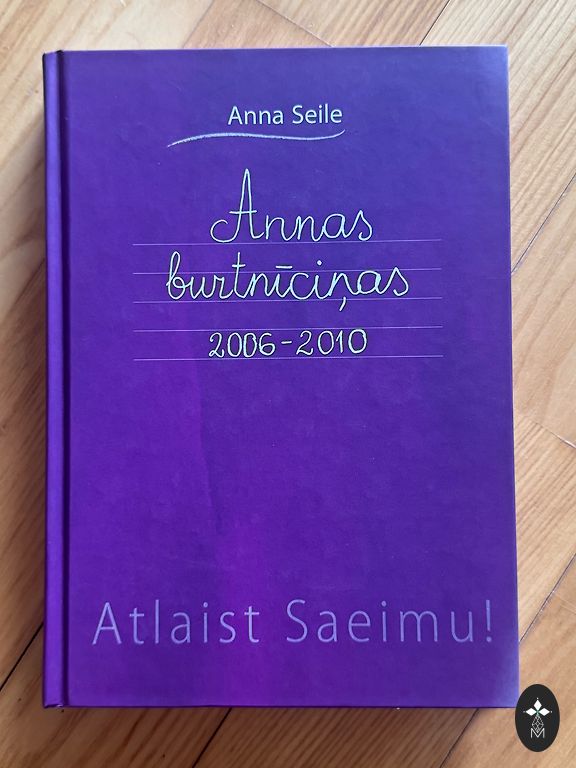 Anna Seile
Annas
burtnīciņas
2006-2010
Atlaist Saeimu!
M